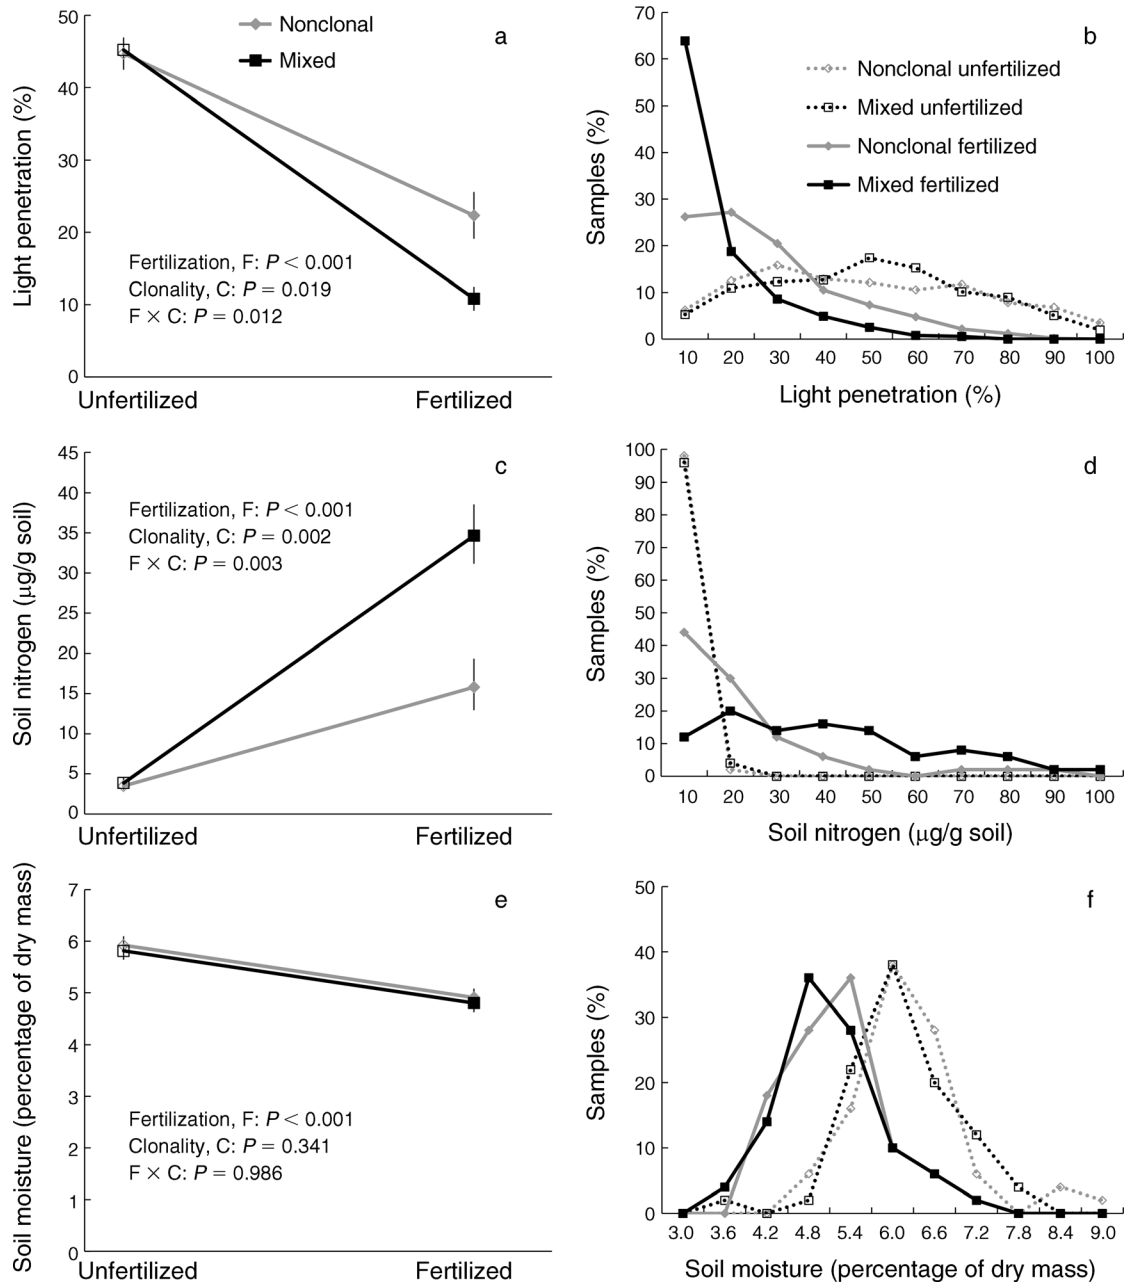 a
Nonclonal
Mixed
Light penetration (%)
50
40
30
20
10
0
Fertilization, F: P < 0.001
Clonality, C: P = 0.019
F × C: P = 0.012
Unfertilized Fertilized
b
Nonclonal unfertilized
Mixed unfertilized
Nonclonal fertilized
Mixed fertilized
Samples (%)
70
60
50
40
30
20
10
0
10 20 30 40 50 60 70 80 90 100
Light penetration (%)
c
Soil nitrogen (μg/g soil)
45
40
35
30
25
20
15
10
5
0
Fertilization, F: P < 0.001
Clonality, C: P = 0.002
F × C: P = 0.003
Unfertilized Fertilized
d
Samples (%)
100
90
80
70
60
50
40
30
20
10
0
10 20 30 40 50 60 70 80 90 100
Soil nitrogen (μg/g soil)
e
Soil moisture (percentage of dry mass)
7
6
5
4
3
2
1
0
Fertilization, F: P < 0.001
Clonality, C: P = 0.341
F × C: P = 0.986
Unfertilized Fertilized
f
Samples (%)
50
40
30
20
10
0
3.0 3.6 4.2 4.8 5.4 6.0 6.6 7.2 7.8 8.4 9.0
Soil moisture (percentage of dry mass)